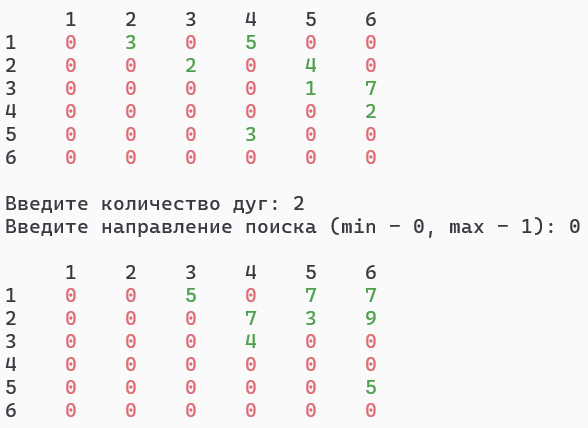 1 2 3 4 5 6
1 0 3 0 5 0 0
2 0 0 2 0 4 0
3 0 0 0 0 1 7
4 0 0 0 0 0 2
5 0 0 0 3 0 0
6 0 0 0 0 0 0
Введите количество дуг: 2
Введите направление поиска (min - 0, max - 1): 0
1 2 3 4 5 6
1 0 0 5 0 7 7
2 0 0 0 7 3 9
3 0 0 0 4 0 0
4 0 0 0 0 0 0
5 0 0 0 0 0 5
6 0 0 0 0 0 0